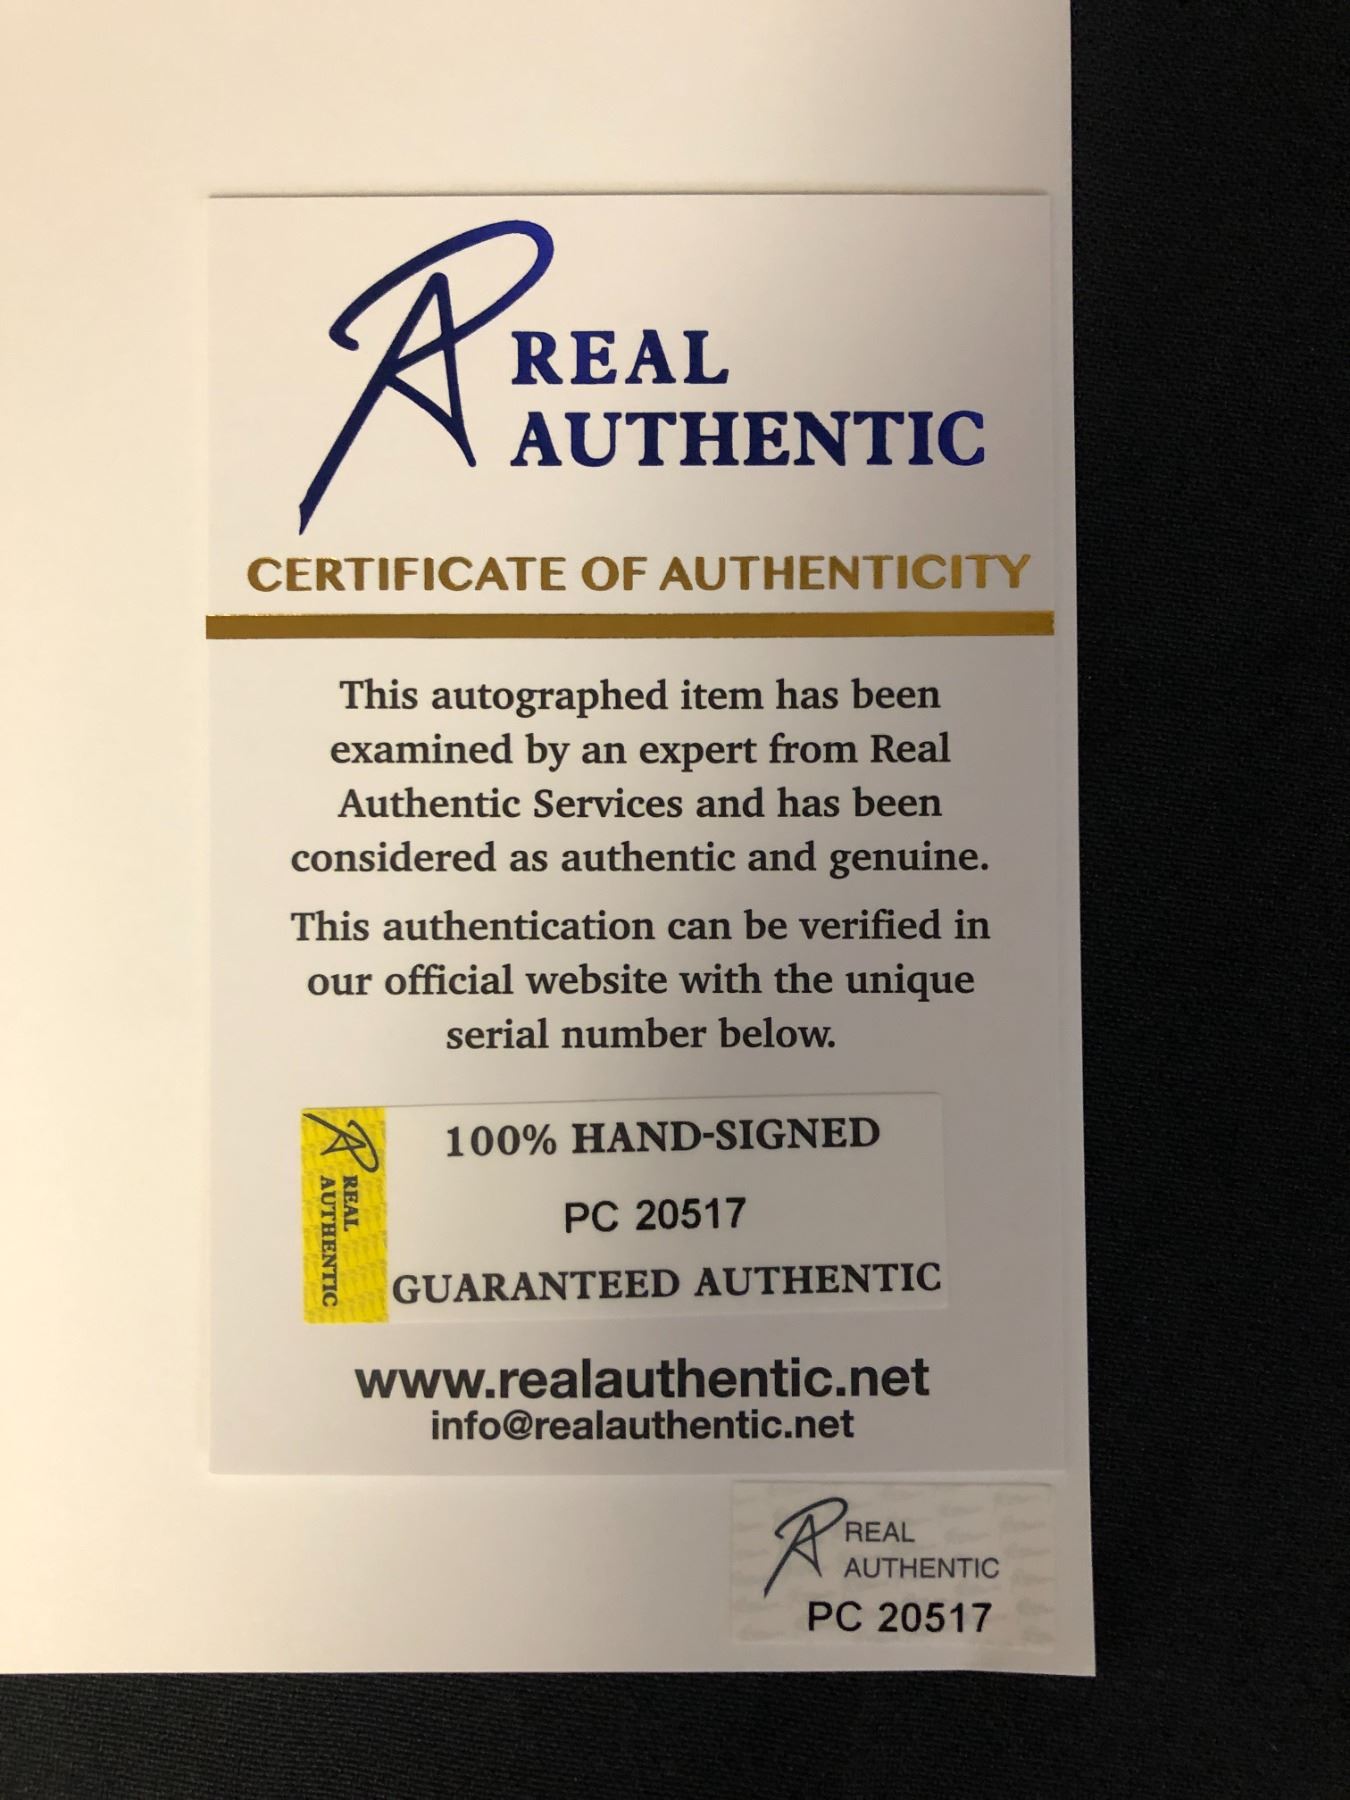 REAL
AUTHENTIC
CERTIFICATE OF AUTHENTICITY
This autographed item has been
examined by an expert from Real
Authentic Services and has been
considered as authentic and genuine.
This authentication can be verified in
our official website with the unique
serial number below.
REAL
AUTHENTIC
100% HAND-SIGNED
PC 20517
GUARANTEED AUTHENTIC
www.realauthentic.net
info@realauthentic.net
REAL
AUTHENTIC
PC 20517